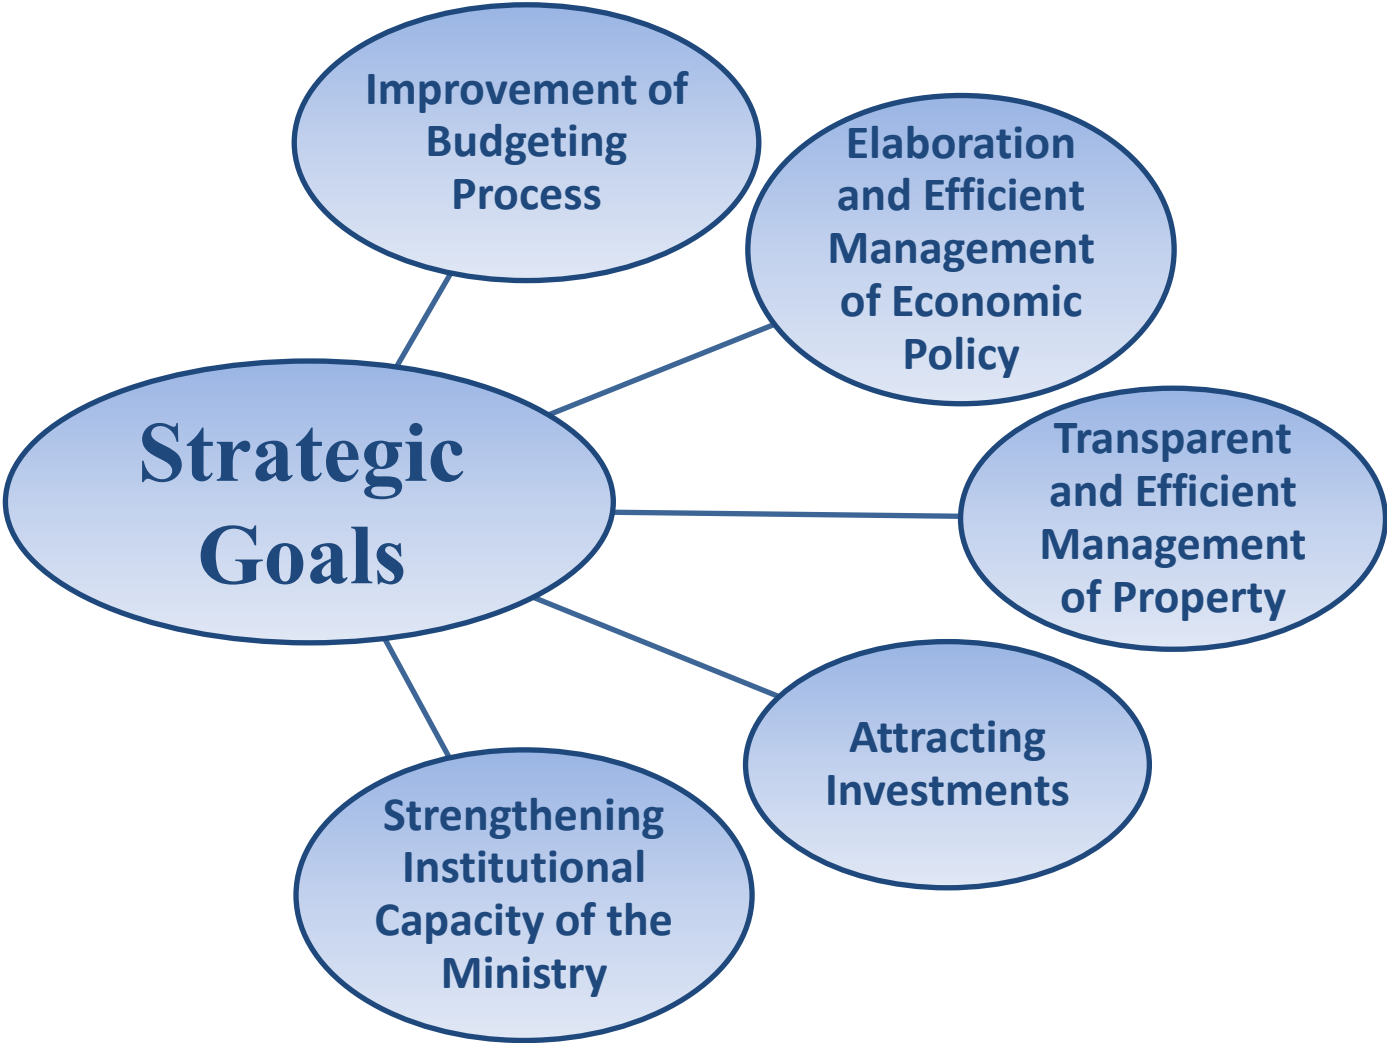 Improvement of
Budgeting
Process
Elaboration
and Efficient
Management
of Economic
Policy
Strategic
Goals
Transparent
and Efficient
Management
of Property
Attracting
Investments
Strengthening
Institutional
Capacity of the
Ministry